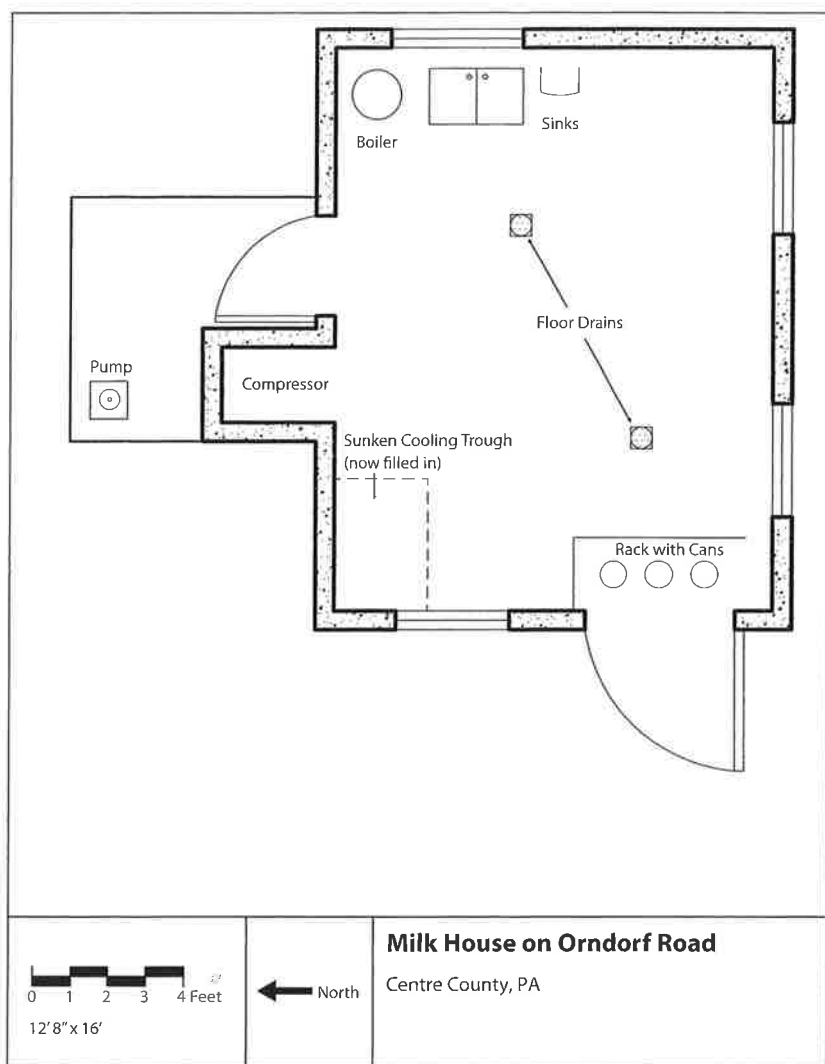 Boiler
Sinks
Floor Drains
Pump
Compressor
Sunken Cooling Trough
(now filled in)
Rack with Cans
0 1 2 3 4 Feet
12'8" x 16'
North
Milk House on Orndorf Road
Centre County, PA